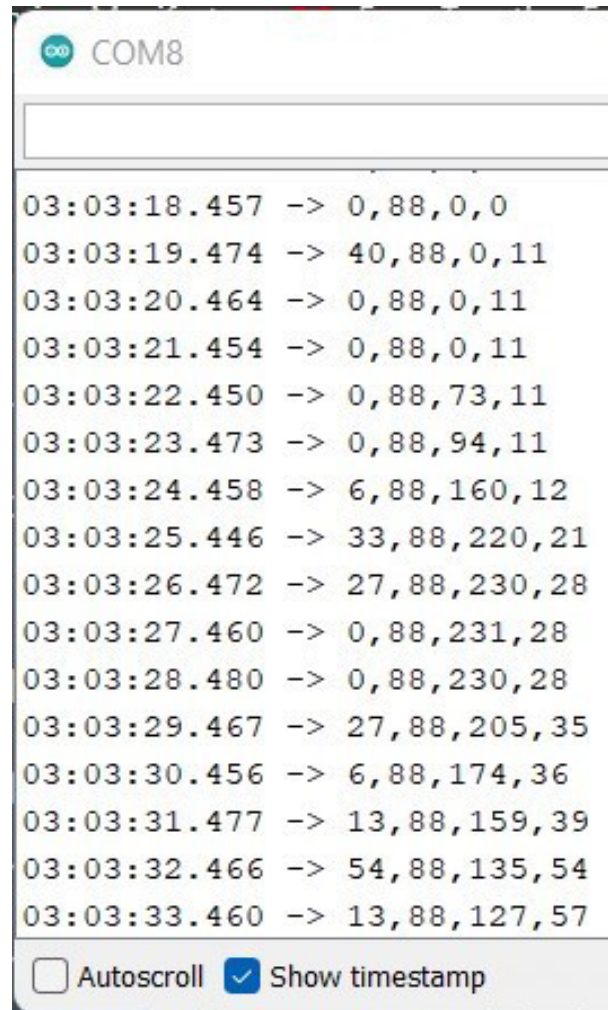 COM8
03:03:18.457 -> 0,88,0,0
03:03:19.474 -> 40,88,0,11
03:03:20.464 -> 0,88,0,11
03:03:21.454 -> 0,88,0,11
03:03:22.450 -> 0,88,73,11
03:03:23.473 -> 0,88,94,11
03:03:24.458 -> 6,88,160,12
03:03:25.446 -> 33,88,220,21
03:03:26.472 -> 27,88,230,28
03:03:27.460 -> 0,88,231,28
03:03:28.480 -> 0,88,230,28
03:03:29.467 -> 27,88,205,35
03:03:30.456 -> 6,88,174,36
03:03:31.477 -> 13,88,159,39
03:03:32.466 -> 54,88,135,54
03:03:33.460 -> 13,88,127,57
Autoscroll Show timestamp